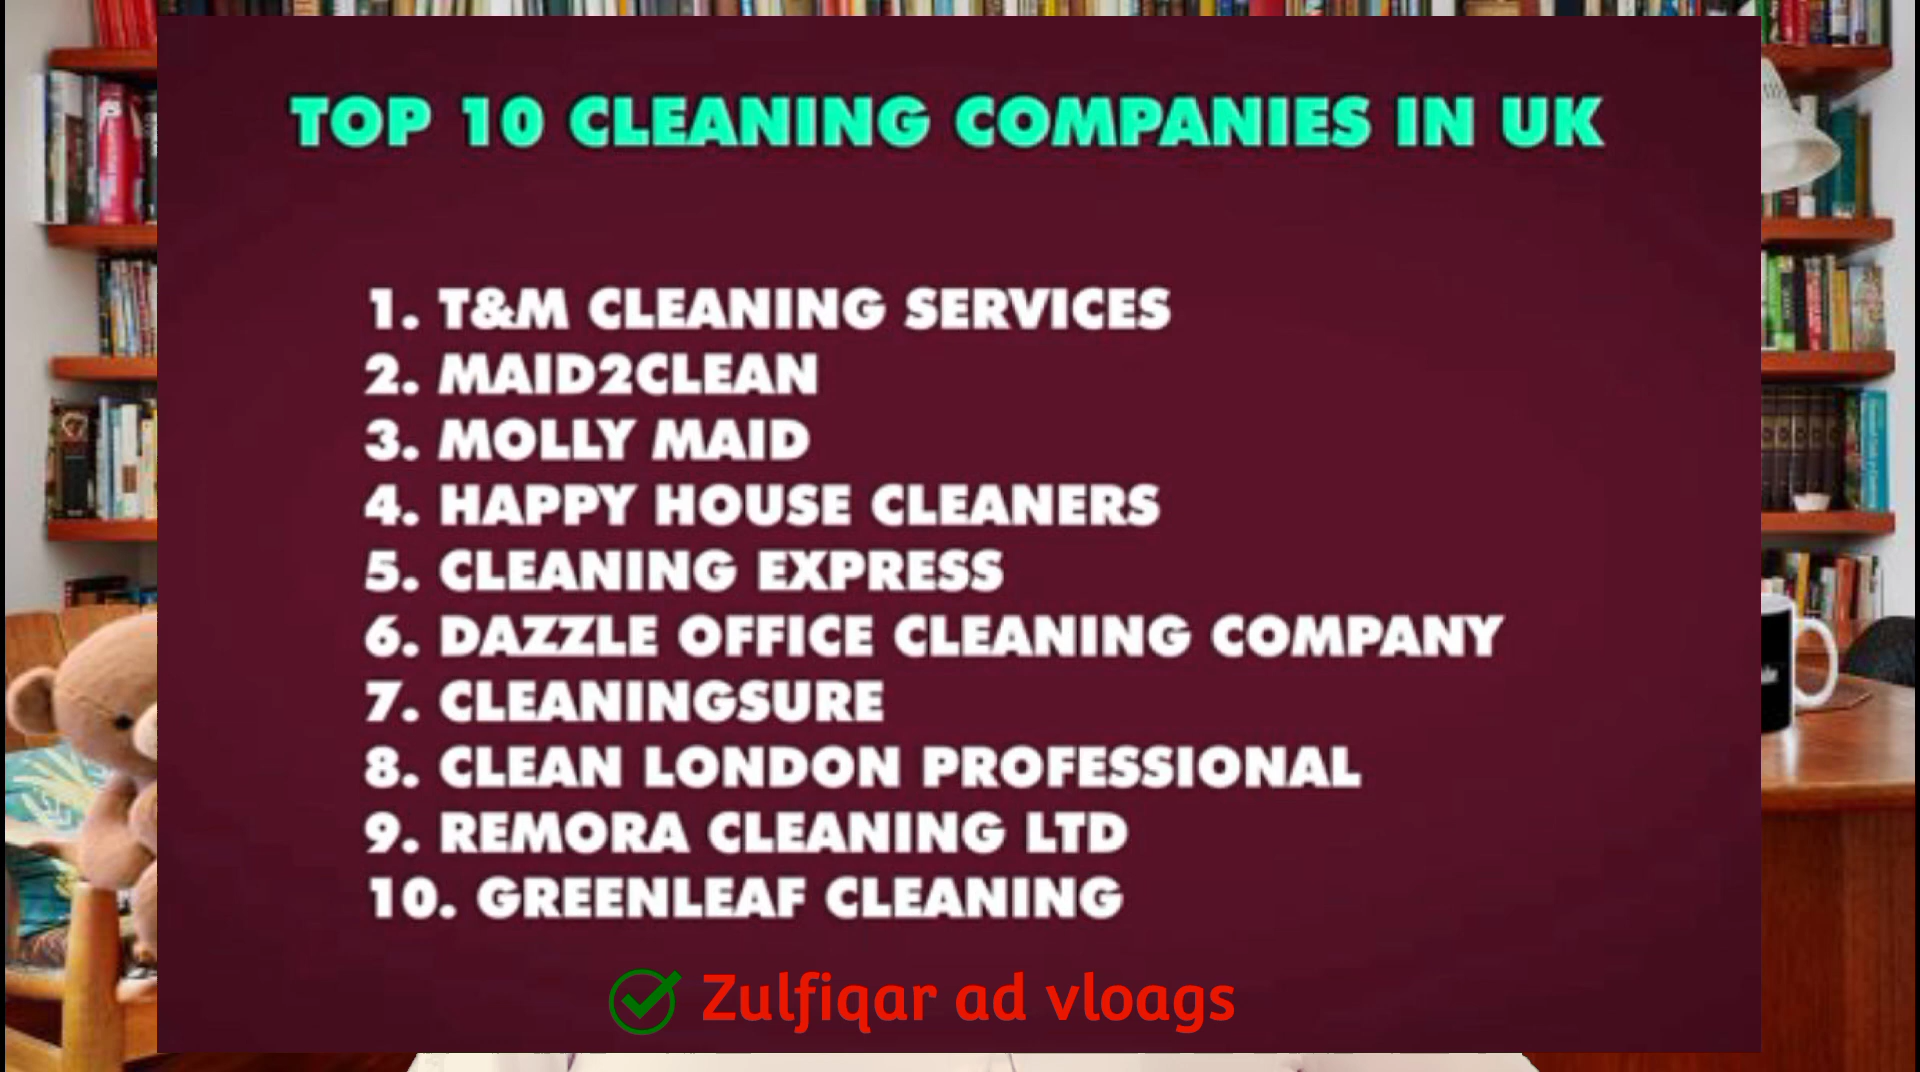 TOP 10 CLEANING COMPANIES IN UK
1. T&M CLEANING SERVICES
2. MAID2CLEAN
3. MOLLY MAID
4. HAPPY HOUSE CLEANERS
5. CLEANING EXPRESS
6. DAZZLE OFFICE CLEANING COMPANY
7. CLEANINGSURE
8. CLEAN LONDON PROFESSIONAL
9. REMORA CLEANING LTD
10. GREENLEAF CLEANING
Zulfiqar ad vloags